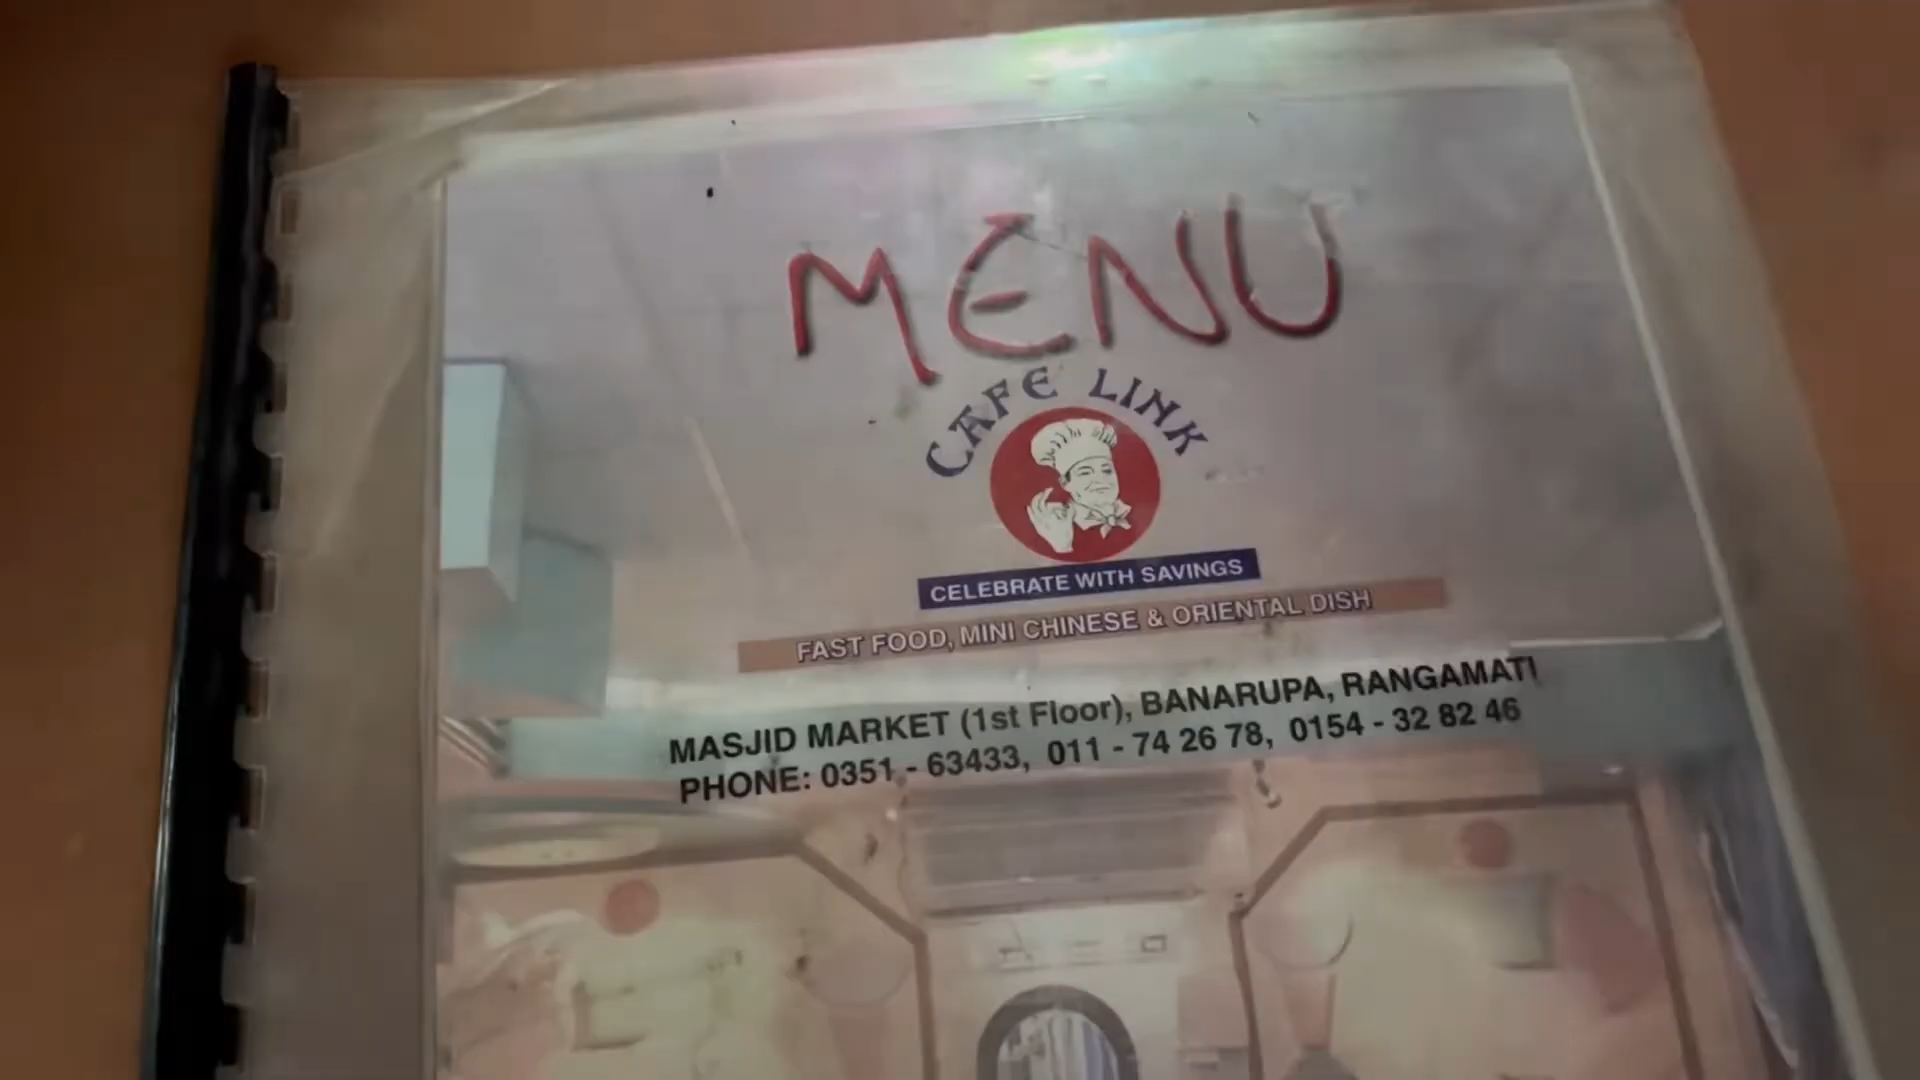 MENU
CAFE LINK
CELEBRATE WITH SAVINGS
FAST FOOD, MINI CHINESE & ORIENTAL DISH
MASJID MARKET (1st Floor), BANARUPA, RANGAMATI
PHONE: 0351 - 63433, 011 - 74 26 78, 0154 - 32 82 46